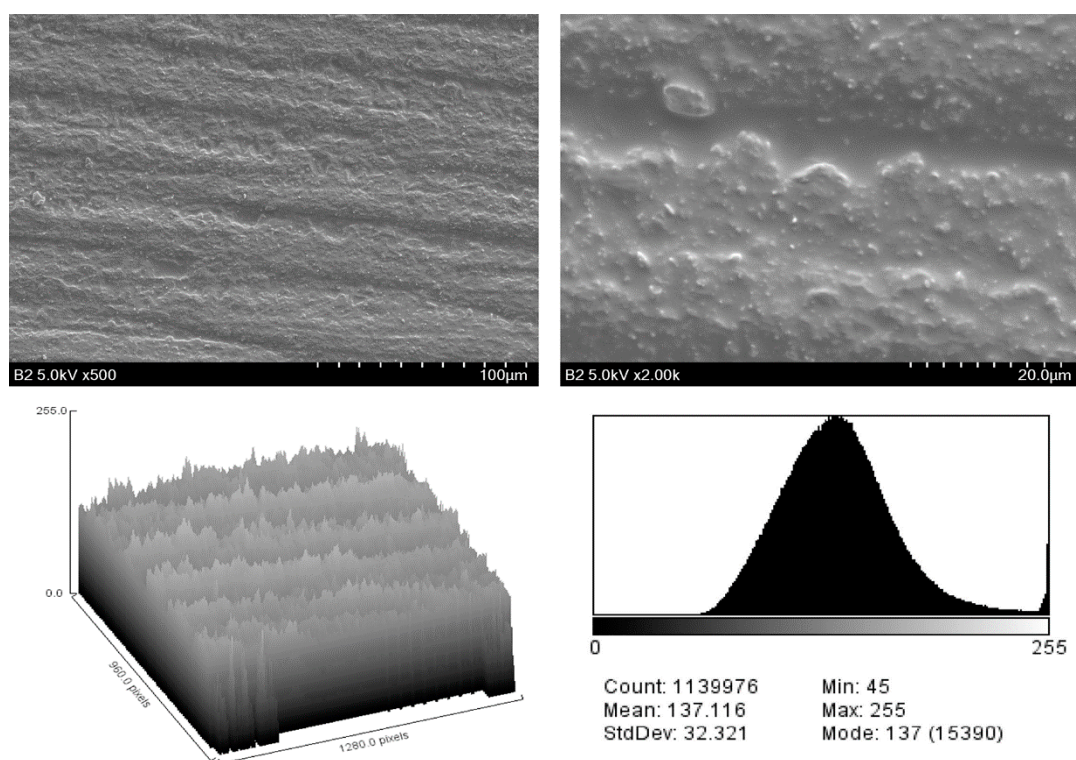 B2 5.0kV x500
100µm
B2 5.0kV x2.00k
20.0µm
255.0
0.0
960.0 pixels
1280.0 pixels
0
255
Count: 1139976
Min: 45
Mean: 137.116
Max: 255
StdDev: 32.321
Mode: 137 (15390)